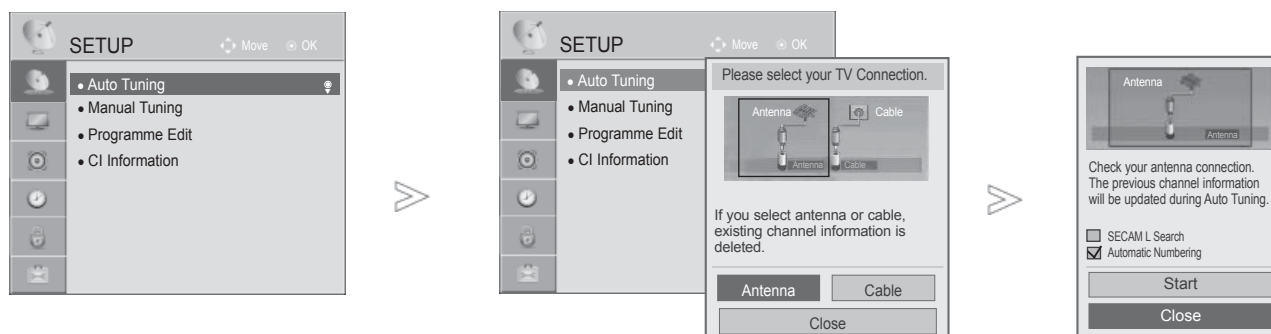 SETUP
Move OK
• Auto Tuning
• Manual Tuning
• Programme Edit
• CI Information
SETUP
Move OK
• Auto Tuning
• Manual Tuning
• Programme Edit
• CI Information
Please select your TV Connection.
Antenna Cable
Antenna Cable
If you select antenna or cable,
existing channel information is
deleted.
Antenna Cable
Close
Antenna
Antenna
Check your antenna connection.
The previous channel information
will be updated during Auto Tuning.
SECAM L Search
Automatic Numbering
Start
Close